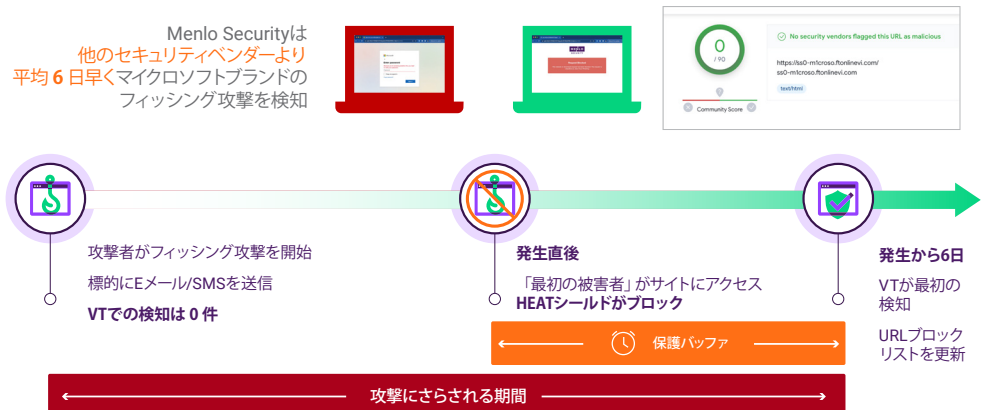 Menlo Securityは
他のセキュリティベンダーより
平均 6 日早くマイクロソフトブランドの
フィッシング攻撃を検知
0
/ 90
Community Score
No security vendors flagged this URL as malicious
https://ss0-m1croso.ftonlinevi.com/
ss0-m1croso.ftonlinevi.com
text/html
攻撃者がフィッシング攻撃を開始
標的にEメール/SMSを送信
VTでの検知は 0 件
発生直後
「最初の被害者」がサイトにアクセス
HEATシールドがブロック
発生から6日
VTが最初の
検知
URLブロック
リストを更新
保護バッファ
攻撃にさらされる期間